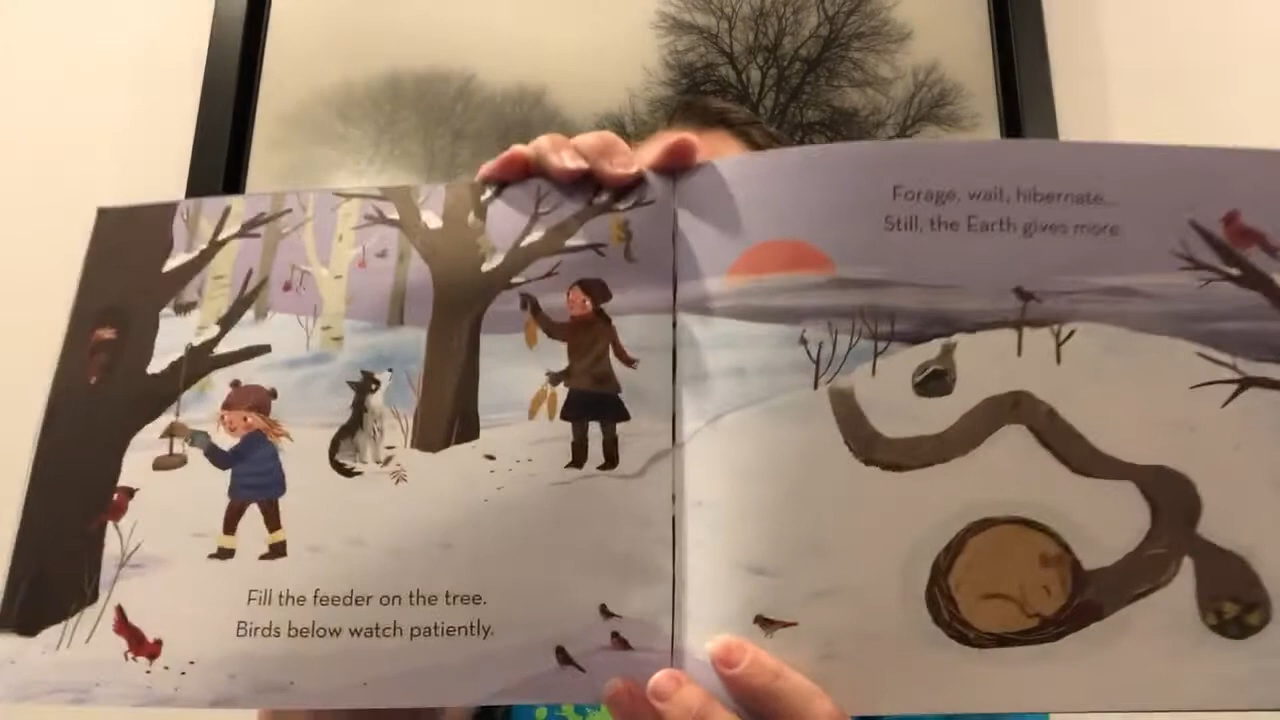 Fill the feeder on the tree.
Birds below watch patiently.
Forage, wait, hibernate...
Still, the Earth gives more